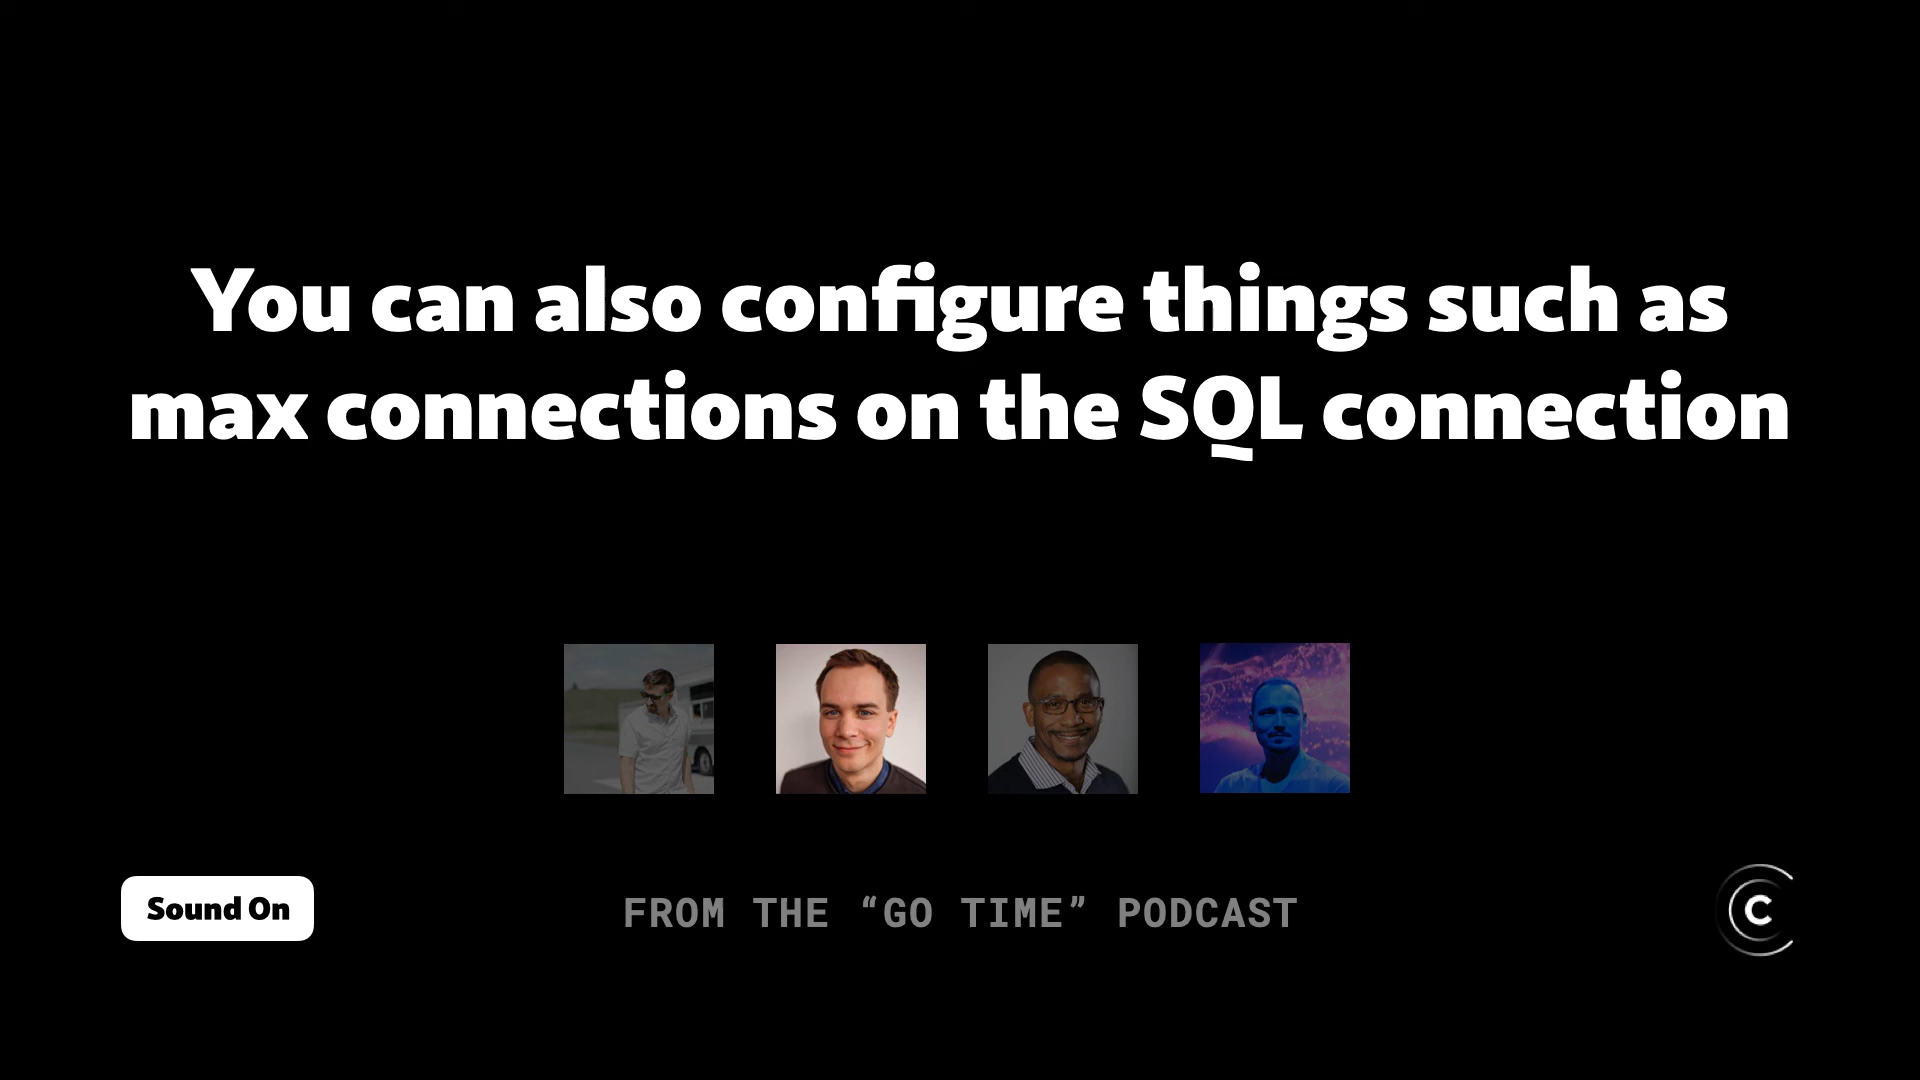 You can also configure things such as
max connections on the SQL connection
Sound On
FROM THE “GO TIME” PODCAST
C